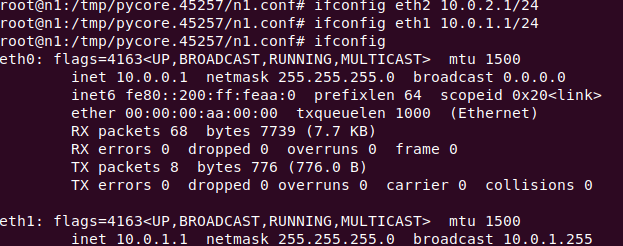 root@n1:/tmp/pycore.45257/n1.conf# ifconfig eth2 10.0.2.1/24
root@n1:/tmp/pycore.45257/n1.conf# ifconfig eth1 10.0.1.1/24
root@n1:/tmp/pycore.45257/n1.conf# ifconfig
eth0: flags=4163<UP,BROADCAST,RUNNING,MULTICAST>  mtu 1500
        inet 10.0.0.1  netmask 255.255.255.0  broadcast 0.0.0.0
        inet6 fe80::200:ff:feaa:0  prefixlen 64  scopeid 0x20<link>
        ether 00:00:00:aa:00:00  txqueuelen 1000  (Ethernet)
        RX packets 68  bytes 7739 (7.7 KB)
        RX errors 0  dropped 0  overruns 0  frame 0
        TX packets 8  bytes 776 (776.0 B)
        TX errors 0  dropped 0 overruns 0  carrier 0  collisions 0
eth1: flags=4163<UP,BROADCAST,RUNNING,MULTICAST>  mtu 1500
        inet 10.0.1.1  netmask 255.255.255.0  broadcast 10.0.1.255